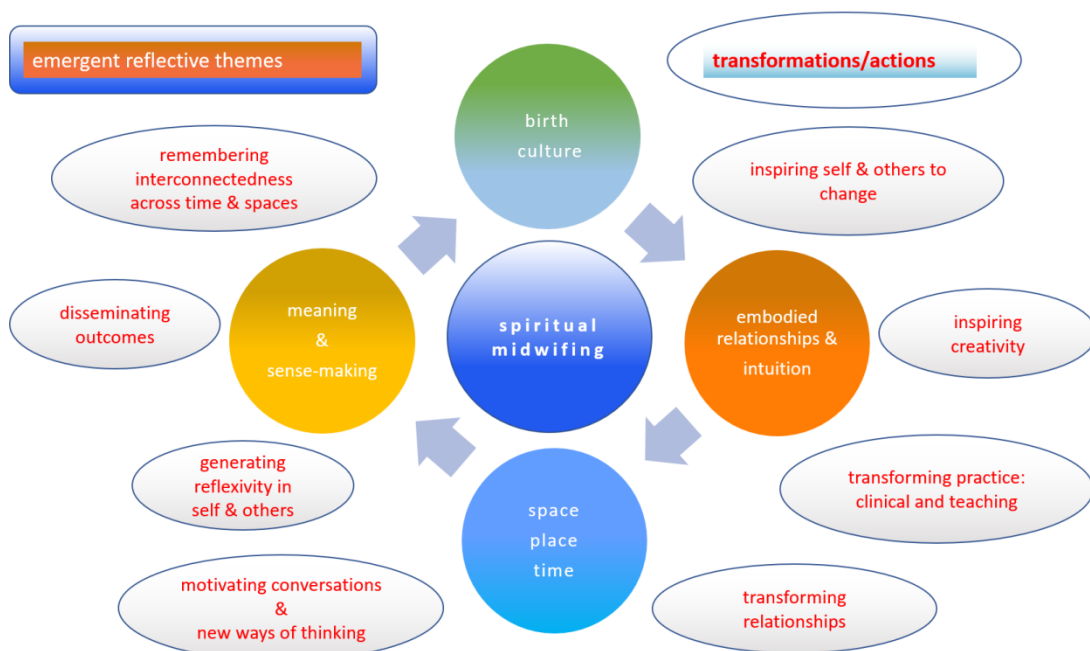 emergent reflective themes
transformations/actions
birth
culture
remembering
interconnectedness
across time & spaces
inspiring self & others to
change
disseminating
outcomes
meaning
&
sense-making
spiritual
midwifing
embodied
relationships &
intuition
inspiring
creativity
generating
reflexivity in
self & others
transforming practice:
clinical and teaching
space
place
time
motivating conversations
&
new ways of thinking
transforming
relationships